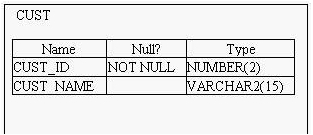 CUST
Name Null? Type
CUST_ID NOT NULL NUMBER(2)
CUST_NAME VARCHAR2(15)